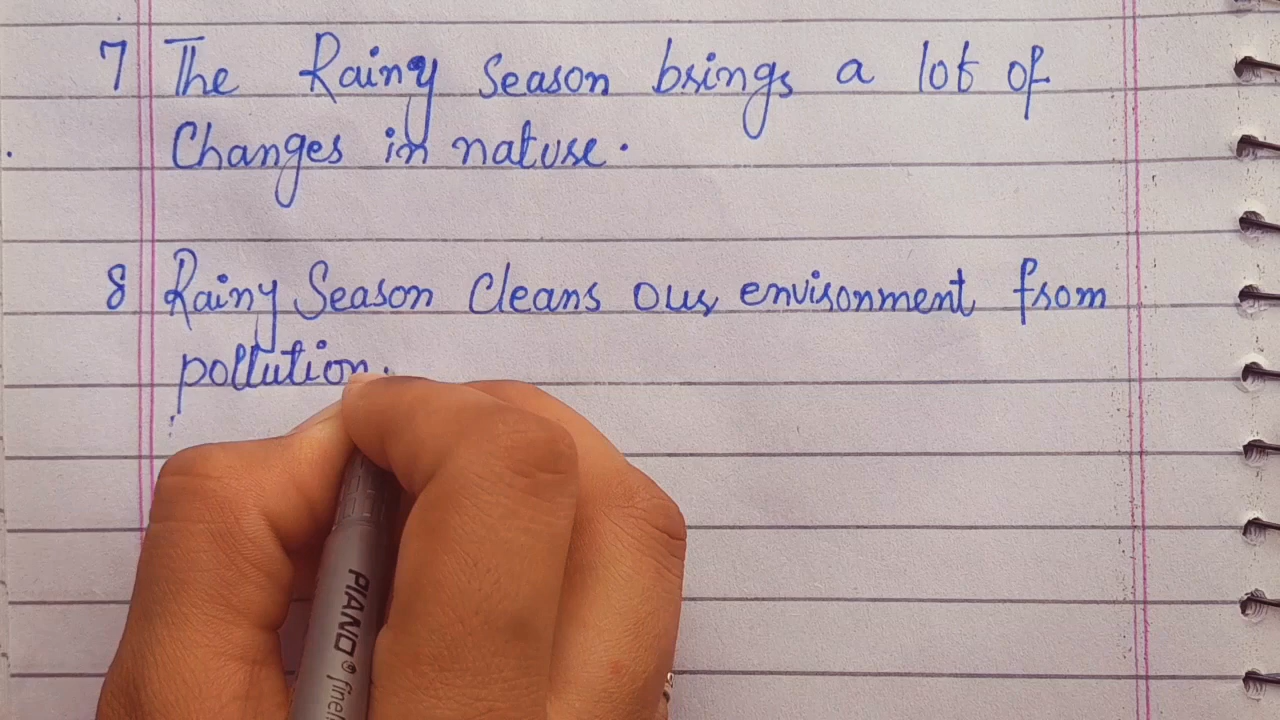 7 The Rainy Season brings a lot of
Changes in nature.
8 Rainy Season Cleans our environment from
pollution.
PIANO